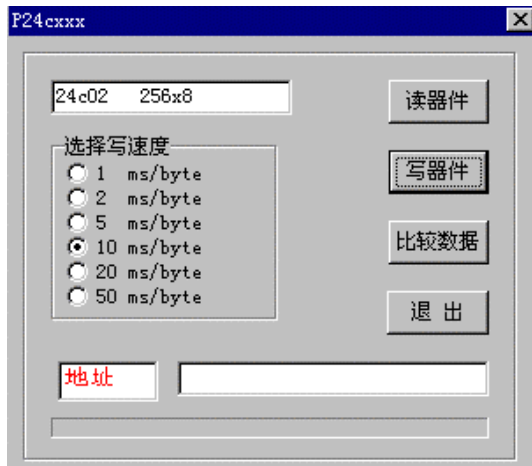 P24cxxx
24c02 256x8
读器件
选择写速度
1 ms/byte
写器件
2 ms/byte
5 ms/byte
10 ms/byte
比较数据
20 ms/byte
50 ms/byte
退 出
地址